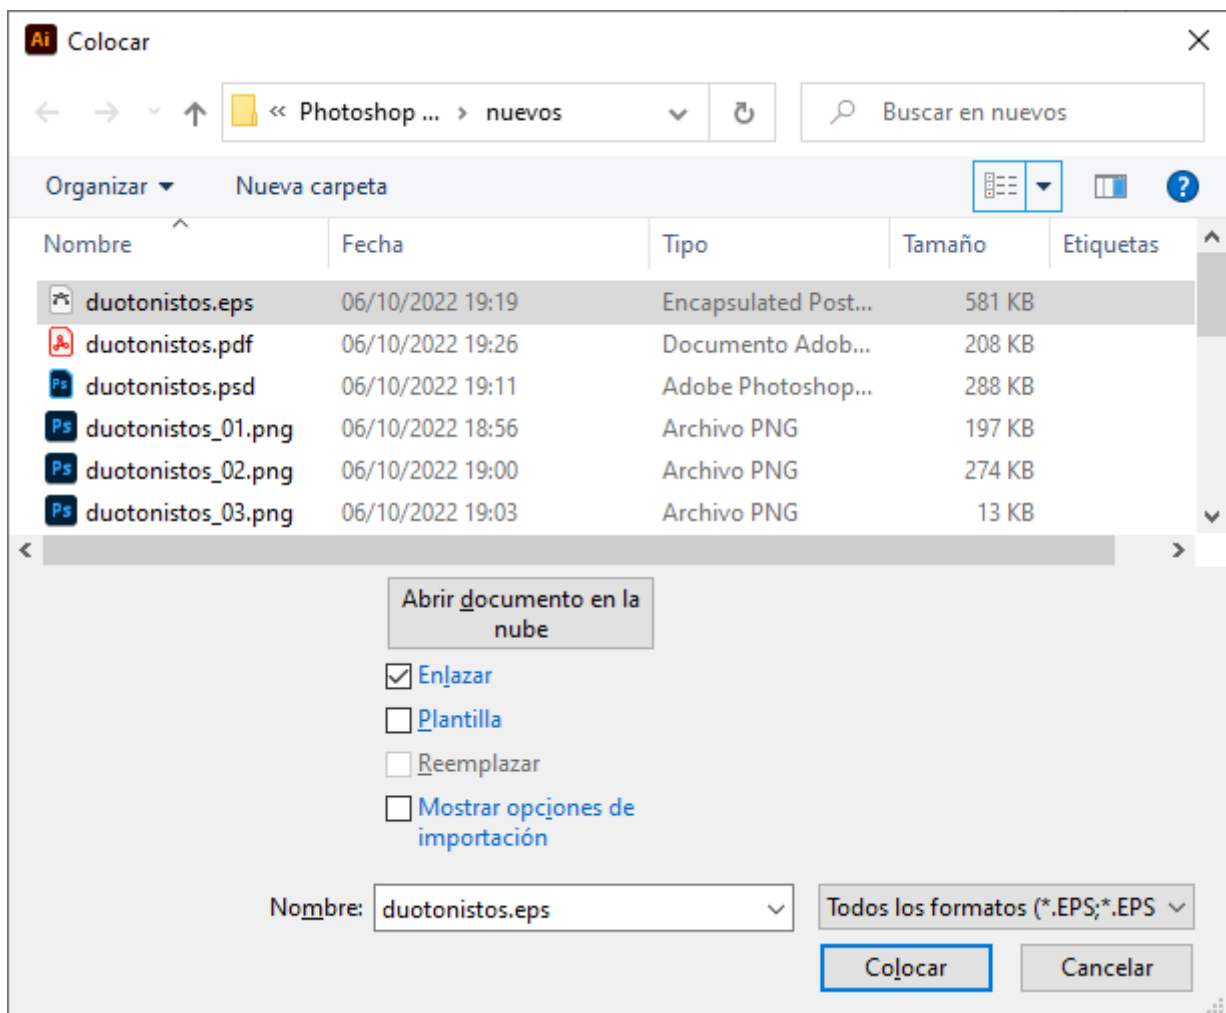 Ai Colocar
« Photoshop ... › nuevos
Buscar en nuevos
Organizar
Nueva carpeta
?
Nombre Fecha Tipo Tamaño Etiquetas
duotonistos.eps 06/10/2022 19:19 Encapsulated Post... 581 KB
duotonistos.pdf 06/10/2022 19:26 Documento Adob... 208 KB
Ps duotonistos.psd 06/10/2022 19:11 Adobe Photoshop... 288 KB
Ps duotonistos_01.png 06/10/2022 18:56 Archivo PNG 197 KB
Ps duotonistos_02.png 06/10/2022 19:00 Archivo PNG 274 KB
Ps duotonistos_03.png 06/10/2022 19:03 Archivo PNG 13 KB
Abrir documento en la
nube
Enlazar
Plantilla
Reemplazar
Mostrar opciones de
importación
Nombre: duotonistos.eps Todos los formatos (*.EPS;*.EPS
Colocar Cancelar